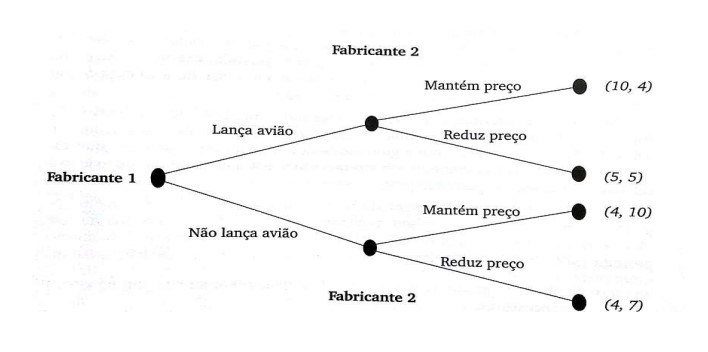 Fabricante 2
Mantém preço
(10, 4)
Lança avião
Reduz preço
Fabricante 1
(5, 5)
Mantém preço
(4, 10)
Não lança avião
Reduz preço
Fabricante 2
(4, 7)